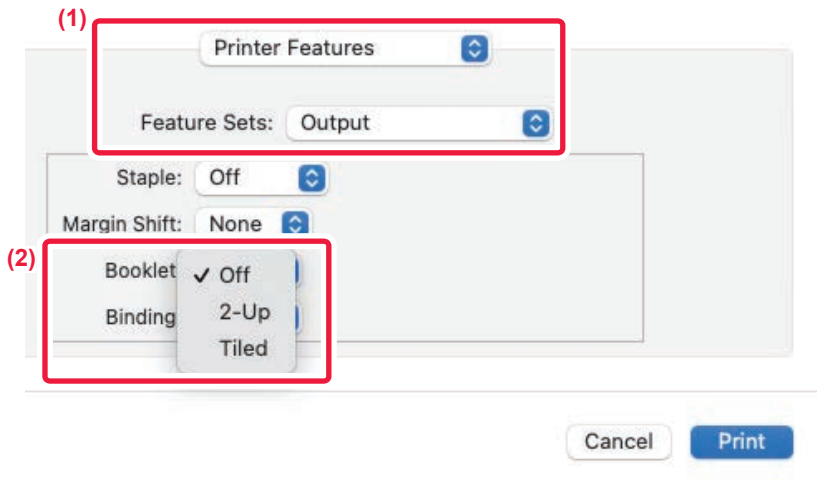 (1)
Printer Features
Feature Sets: Output
Staple: Off
Margin Shift: None
(2)
Booklet ✓ Off
Binding 2-Up
Tiled
Cancel Print